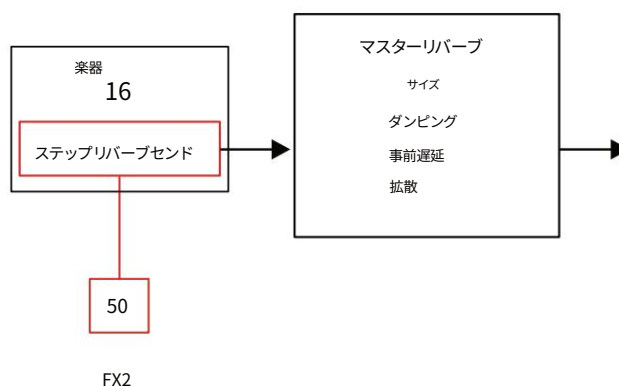 楽器
16
ステップリバーブセンド
マスターリバーブ
サイズ
ダンピング
事前遅延
拡散
50
FX2